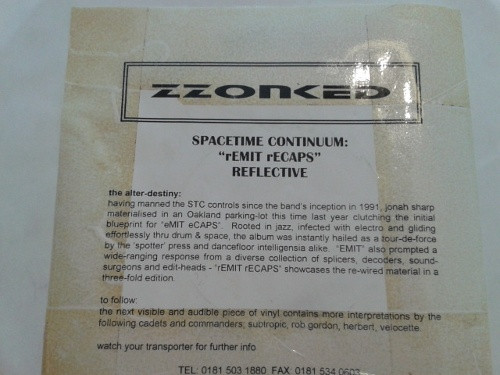 ZZONKED
SPACETIME CONTINUUM:
"rEMIT rECAPS"
REFLECTIVE
the alter-destiny:
having manned the STC controls since the band's inception in 1991, jonah sharp
materialised in an Oakland parking-lot this time last year clutching the initial
blueprint for "eMIT eCAPS". Rooted in jazz, infected with electro and gliding
effortlessly thru drum & space, the album was instantly hailed as a tour-de-force
by the 'spotter' press and dancefloor intelligensia alike. "EMIT" also prompted a
wide-ranging response from a diverse collection of splicers, decoders, sound-
surgeons and edit-heads - "rEMIT rECAPS" showcases the re-wired material in a
three-fold edition.
to follow:
the next visible and audible piece of vinyl contains more interpretations by the
following cadets and commanders: subtropic, rob gordon, herbert, velocette.
watch your transporter for further info
TEL: 0181 503 1880 FAX 0181 534 0603